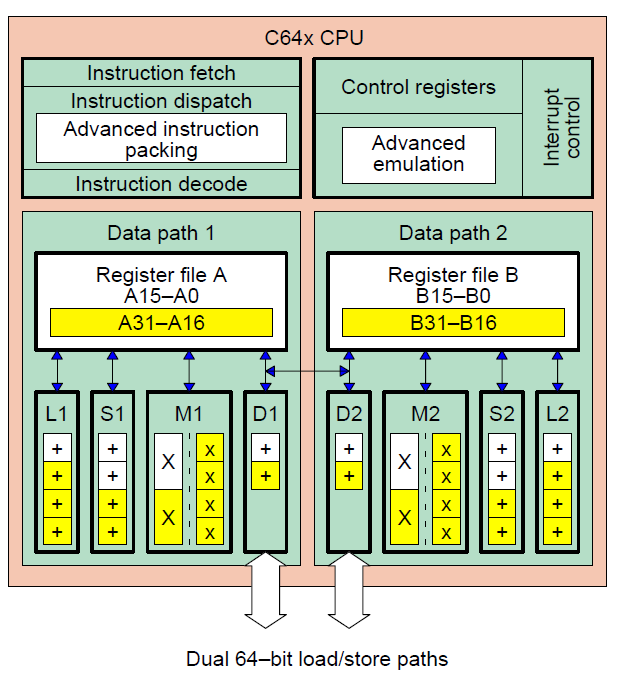 C64x CPU
Instruction fetch
Instruction dispatch
Advanced instruction
packing
Instruction decode
Control registers
Advanced
emulation
Interrupt
control
Data path 1
Register file A
A15–A0
A31–A16
L1 S1 M1 D1
+ + X x +
+ + x +
+ + X x
+ + x
Data path 2
Register file B
B15–B0
B31–B16
D2 M2 S2 L2
+ X x + +
+ x + +
X x + +
x + +
Dual 64–bit load/store paths